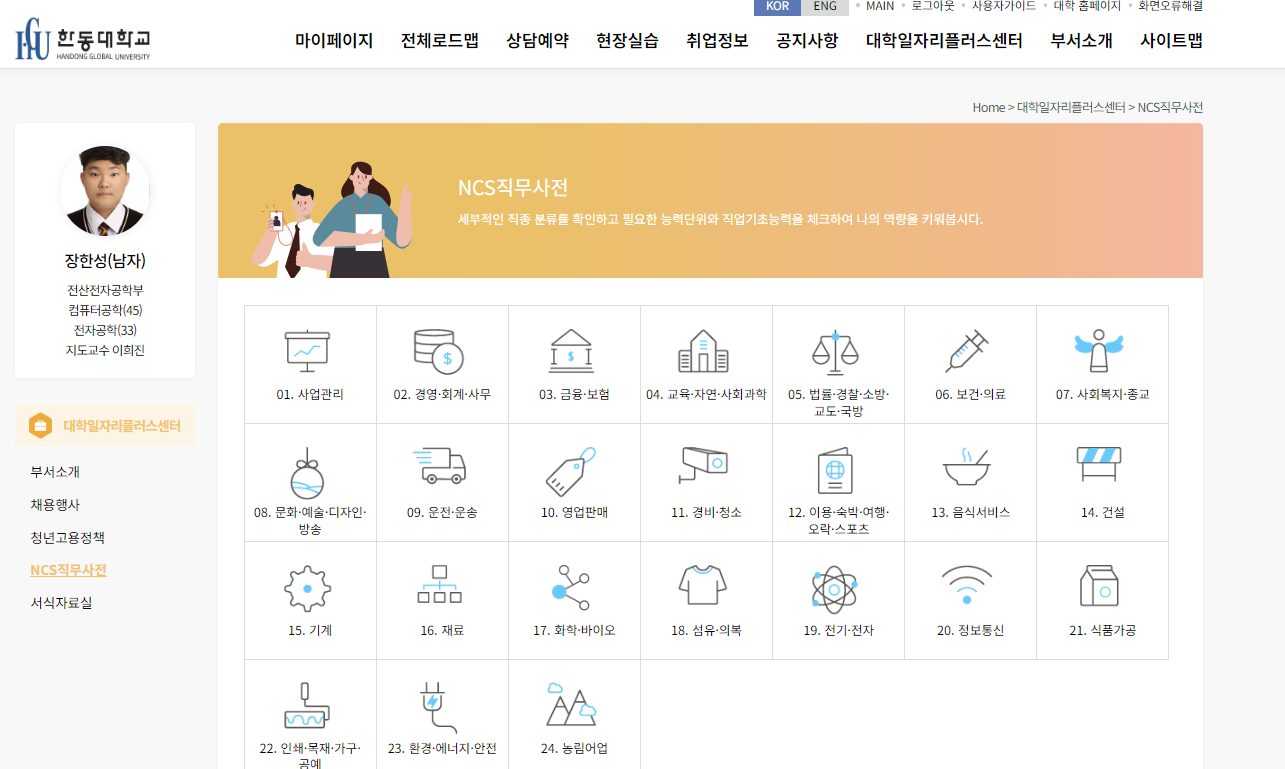 KOR ENG MAIN 로그아웃 사용자가이드 대학 홈페이지 화면오류해결
HGU 한동대학교
HANDONG GLOBAL UNIVERSITY
마이페이지 전체로드맵 상담예약 현장실습 취업정보 공지사항 대학일자리플러스센터 부서소개 사이트맵
Home > 대학일자리플러스센터 > NCS직무사전
장한성(남자)
전산전자공학부
컴퓨터공학(45)
전자공학(33)
지도교수 이희진
대학일자리플러스센터
부서소개
채용행사
청년고용정책
NCS직무사전
서식자료실
NCS직무사전
세부적인 직종 분류를 확인하고 필요한 능력단위와 직업기초능력을 체크하여 나의 역량을 키워봅시다.
01. 사업관리
02. 경영·회계·사무
03. 금융·보험
04. 교육·자연·사회과학
05. 법률·경찰·소방·
교도·국방
06. 보건·의료
07. 사회복지·종교
08. 문화·예술·디자인·
방송
09. 운전·운송
10. 영업판매
11. 경비·청소
12. 이용·숙박·여행·
오락·스포츠
13. 음식서비스
14. 건설
15. 기계
16. 재료
17. 화학·바이오
18. 섬유·의복
19. 전기·전자
20. 정보통신
21. 식품가공
22. 인쇄·목재·가구·
공예
23. 환경·에너지·안전
24. 농림어업